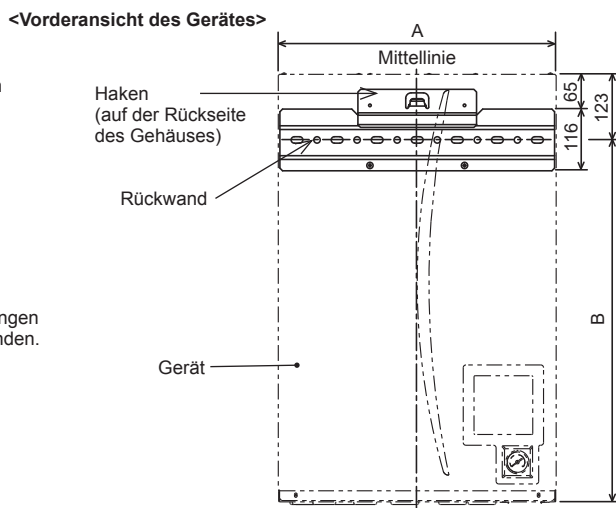 <Vorderansicht des Gerätes>
A
Mittellinie
n
Haken
(auf der Rückseite
des Gehäuses)
65
123
116
Rückwand
B
ngen
nden.
Gerät